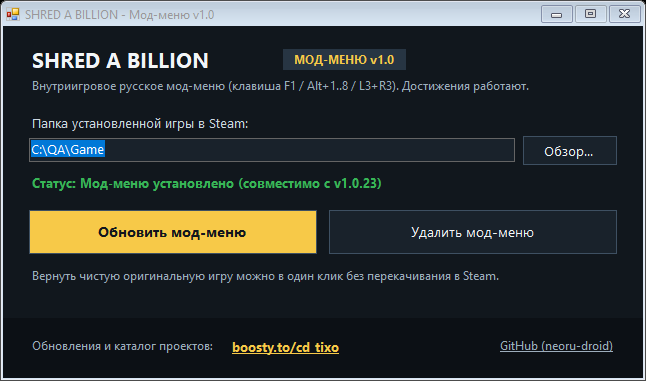 SHRED A BILLION - Мод-меню v1.0
SHRED A BILLION
МОД-МЕНЮ v1.0
Внутриигровое русское мод-меню (клавиша F1 / Alt+1..8 / L3+R3). Достижения работают.
Папка установленной игры в Steam:
C:\QA\Game
Обзор...
Статус: Мод-меню установлено (совместимо с v1.0.23)
Обновить мод-меню
Удалить мод-меню
Вернуть чистую оригинальную игру можно в один клик без перекачивания в Steam.
Обновления и каталог проектов:
boosty.to/cd_tixo
GitHub (neoru-droid)